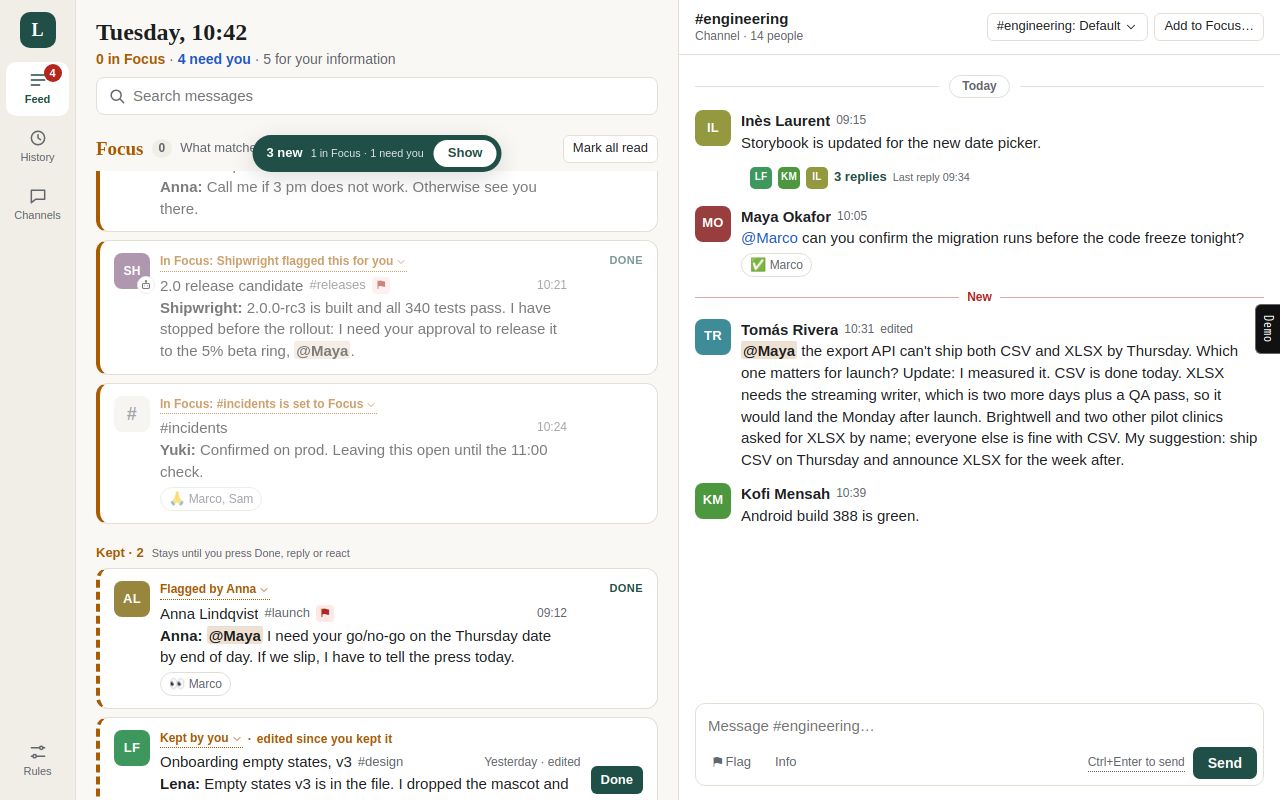 L
4
Feed
History
Channels
Rules
Tuesday, 10:42
0 in Focus · 4 need you · 5 for your information
Search messages
Focus 0 What matche
3 new 1 in Focus · 1 need you Show
Mark all read
Anna: Call me if 3 pm does not work. Otherwise see you
there.
SH
In Focus: Shipwright flagged this for you
DONE
2.0 release candidate #releases 10:21
Shipwright: 2.0.0-rc3 is built and all 340 tests pass. I have
stopped before the rollout: I need your approval to release it
to the 5% beta ring, @Maya.
#
In Focus: #incidents is set to Focus
#incidents 10:24
Yuki: Confirmed on prod. Leaving this open until the 11:00
check.
🙏 Marco, Sam
Kept · 2 Stays until you press Done, reply or react
AL
Flagged by Anna
DONE
Anna Lindqvist #launch 09:12
Anna: @Maya I need your go/no-go on the Thursday date
by end of day. If we slip, I have to tell the press today.
👀 Marco
LF
Kept by you · edited since you kept it
Onboarding empty states, v3 #design Yesterday · edited
Lena: Empty states v3 is in the file. I dropped the mascot and
Done
#engineering
Channel · 14 people
#engineering: Default
Add to Focus…
Today
IL
Inès Laurent 09:15
Storybook is updated for the new date picker.
LF KM IL 3 replies Last reply 09:34
MO
Maya Okafor 10:05
@Marco can you confirm the migration runs before the code freeze tonight?
✅ Marco
New
TR
Tomás Rivera 10:31 edited
@Maya the export API can't ship both CSV and XLSX by Thursday. Which
one matters for launch? Update: I measured it. CSV is done today. XLSX
needs the streaming writer, which is two more days plus a QA pass, so it
would land the Monday after launch. Brightwell and two other pilot clinics
asked for XLSX by name; everyone else is fine with CSV. My suggestion: ship
CSV on Thursday and announce XLSX for the week after.
KM
Kofi Mensah 10:39
Android build 388 is green.
Demo
Message #engineering…
Flag Info
Ctrl+Enter to send
Send